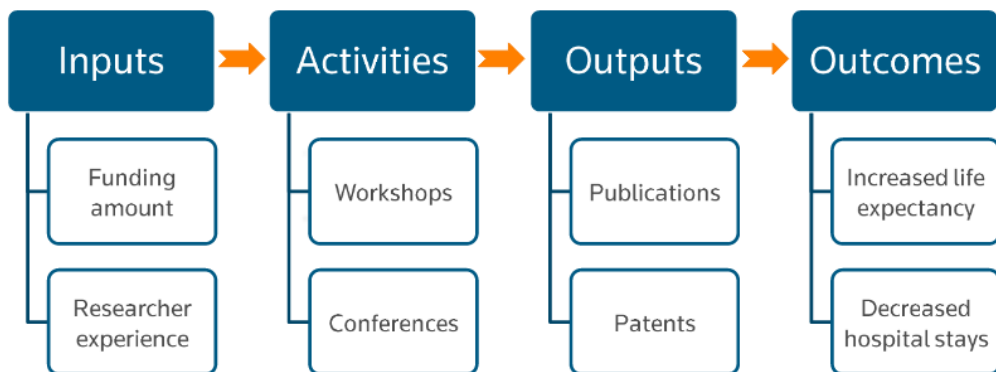 Inputs
Activities
Outputs
Outcomes
Funding
amount
Workshops
Publications
Increased life
expectancy
Researcher
experience
Conferences
Patents
Decreased
hospital stays